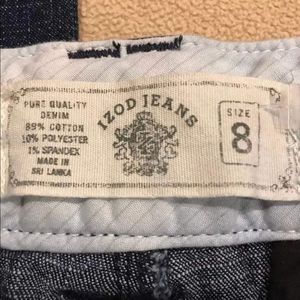 PURE QUALITY
DENIM
89% COTTON
10% POLYESTER
1% SPANDEX
MADE IN
SRI LANKA
IZOD JEANS
SIZE
8